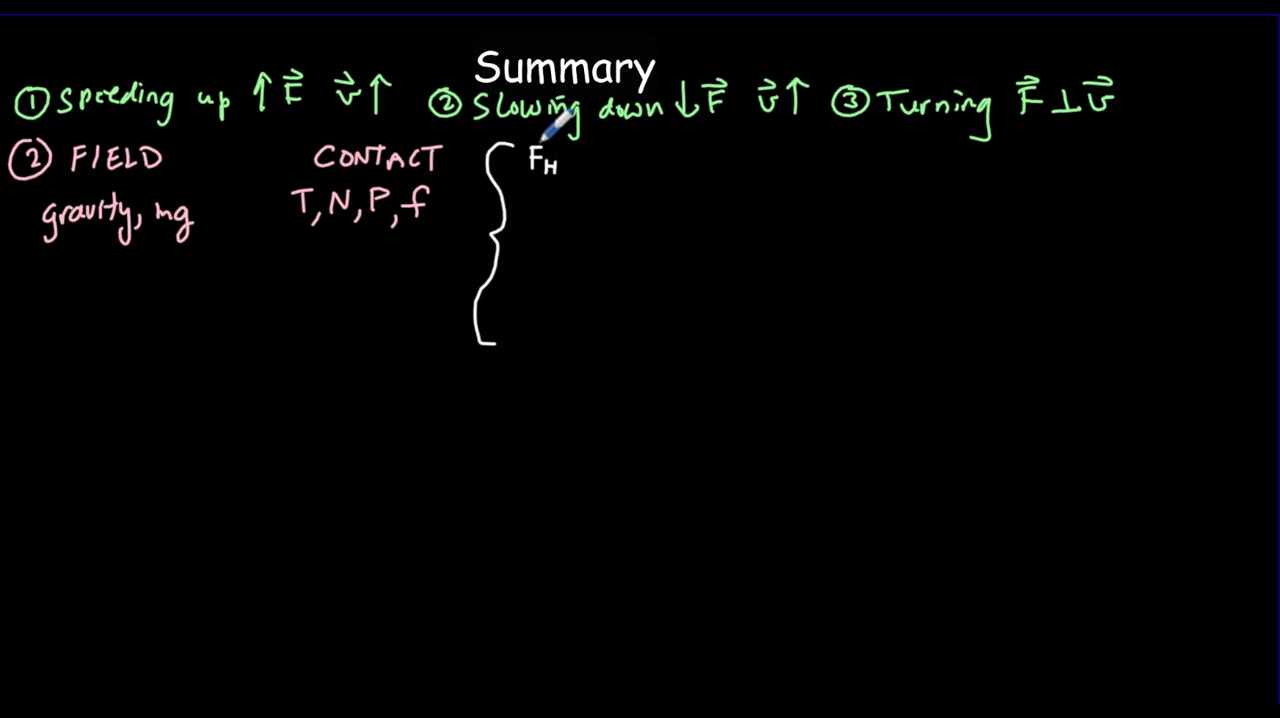 Summary
① Speeding up ↑F⃗ v⃗↑ ② Slowing down ↓F⃗ v⃗↑ ③ Turning F⃗⊥v⃗
② FIELD CONTACT { F_H
gravity, mg T, N, P, f